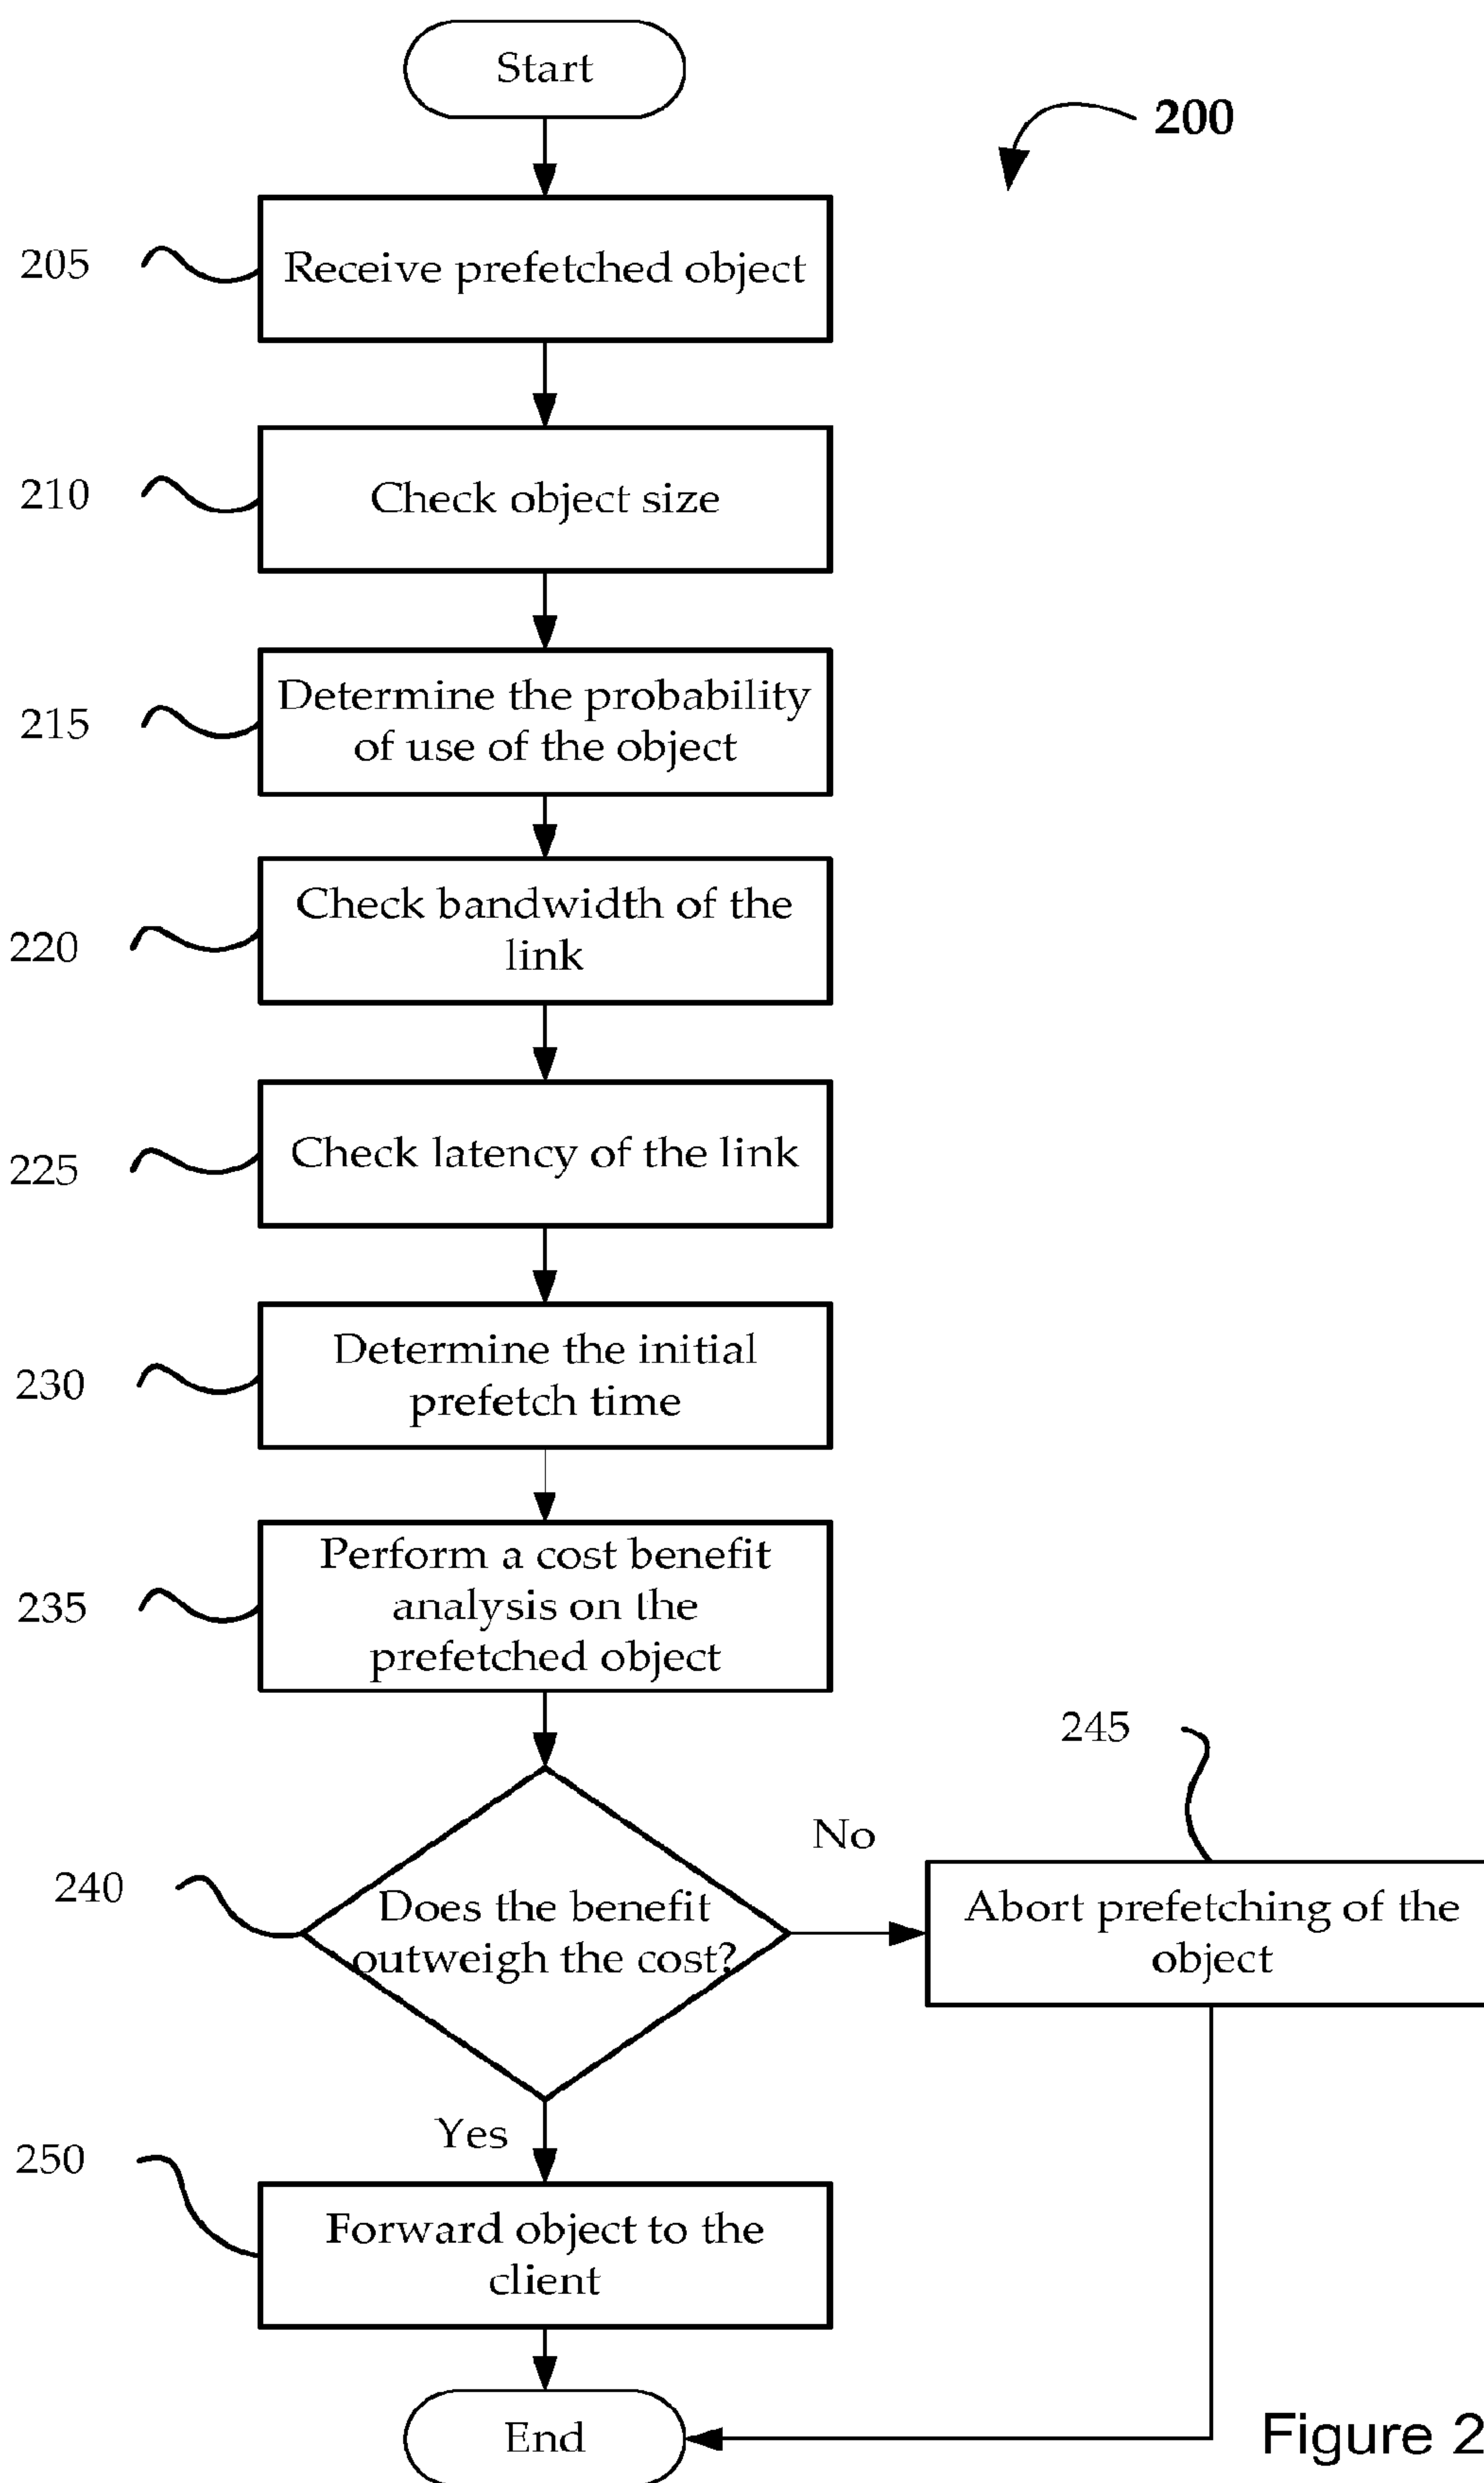 Start
200
205
Receive prefetched object
210
Check object size
215
Determine the probability
of use of the object
220
Check bandwidth of the
link
225
Check latency of the link
230
Determine the initial
prefetch time
235
Perform a cost benefit
analysis on the
prefetched object
245
No
240
Does the benefit
outweigh the cost?
Abort prefetching of the
object
Yes
250
Forward object to the
client
End
Figure 2